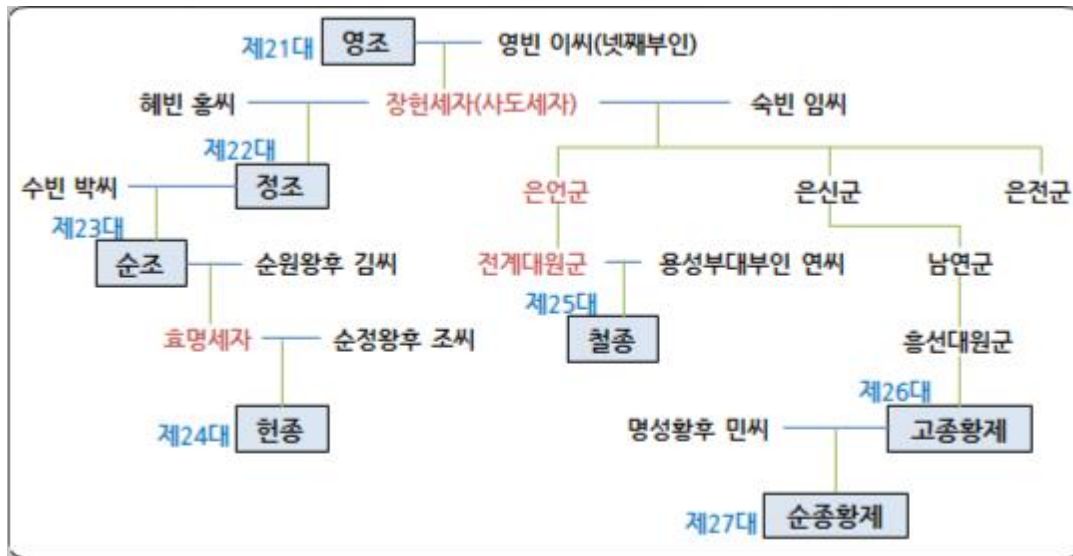 제21대 영조 영빈 이씨(넷째부인)
혜빈 홍씨 장헌세자(사도세자) 숙빈 임씨
제22대
수빈 박씨 정조 은언군 은신군 은전군
제23대
순조 순원왕후 김씨 전계대원군 용성부대부인 연씨 남연군
제25대
효명세자 순정왕후 조씨 철종 흥선대원군
제26대
제24대 헌종 명성황후 민씨 고종황제
제27대 순종황제